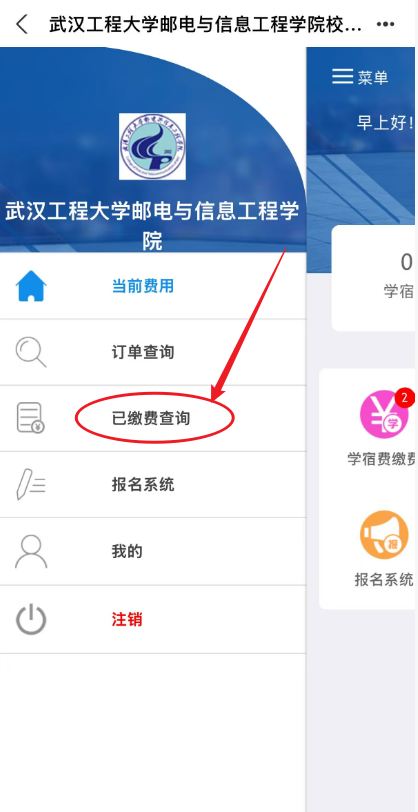 武汉工程大学邮电与信息工程学院校...
菜单
早上好!
武汉工程大学邮电与信息工程学
院
当前费用
0
学宿
订单查询
已缴费查询
2
学
学宿费缴费
报名系统
报
报名系统
我的
注销